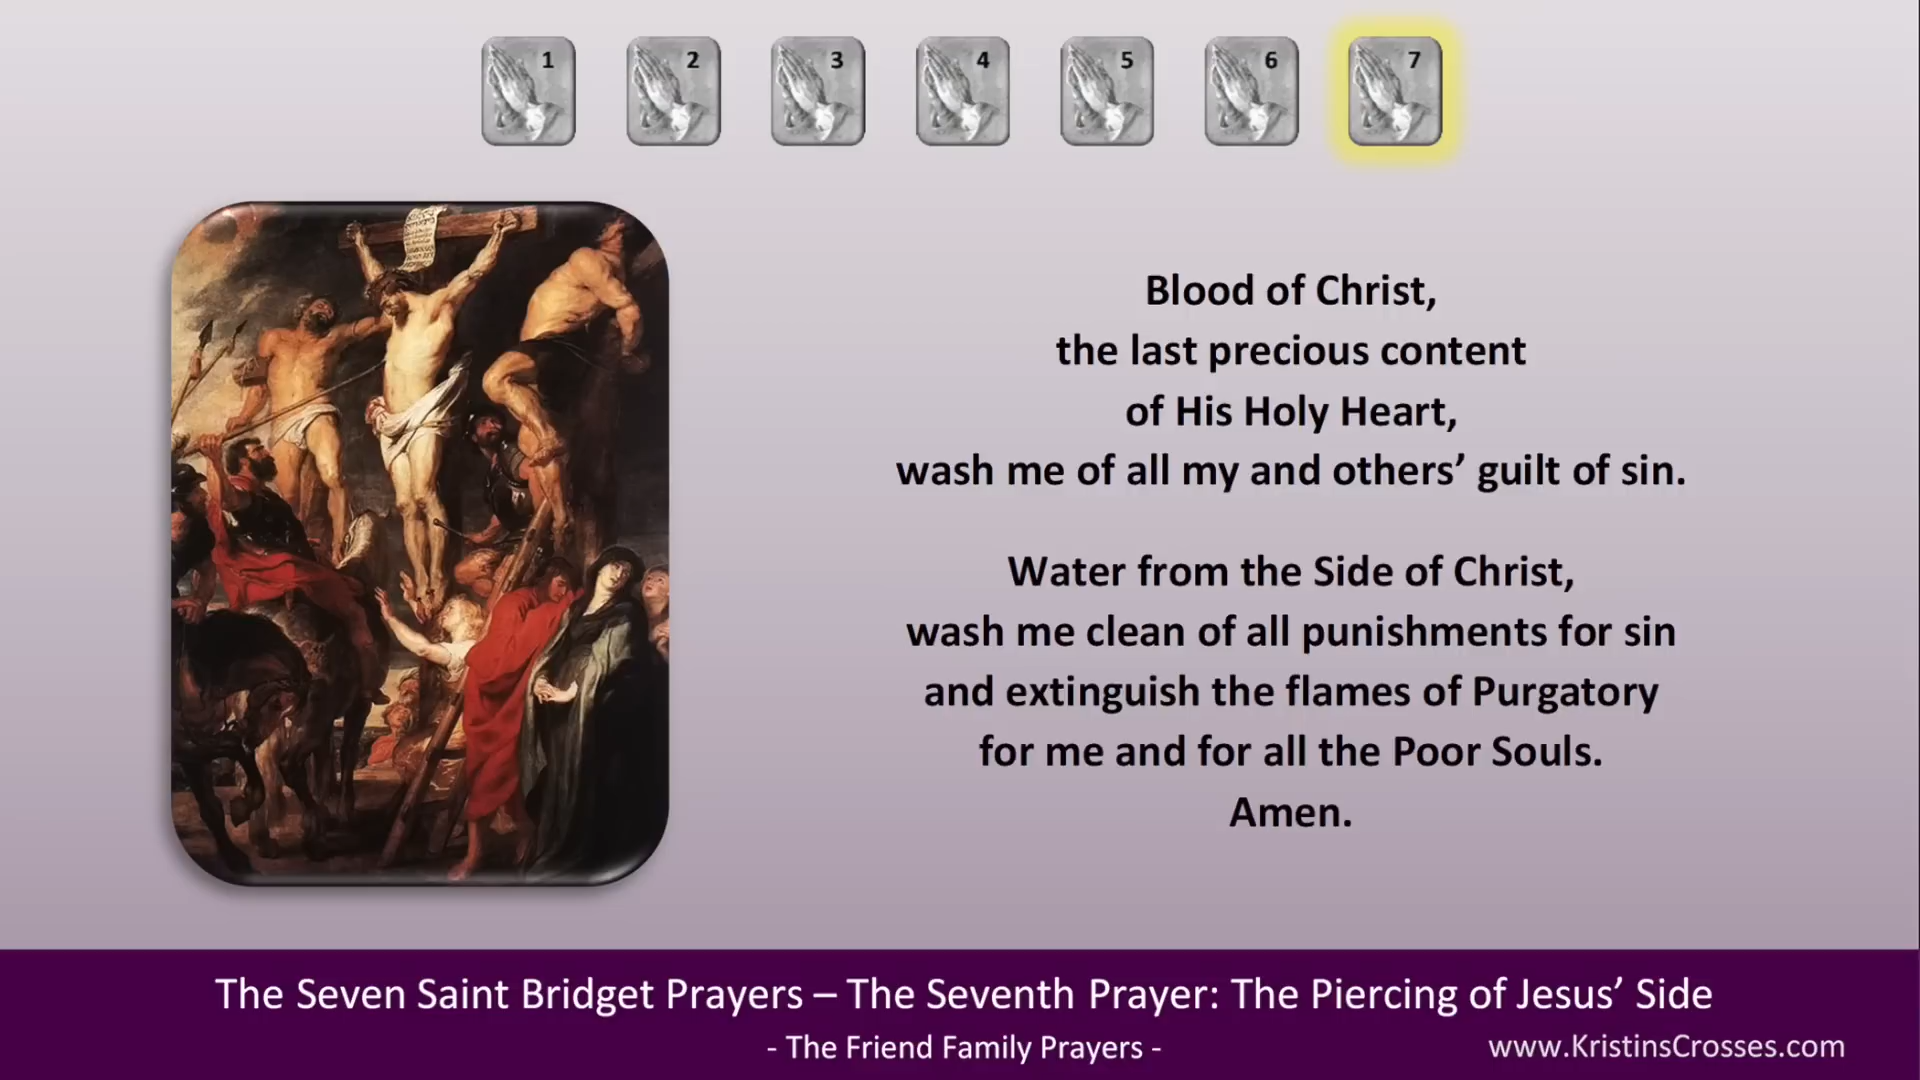 1 2 3 4 5 6 7
Blood of Christ,
the last precious content
of His Holy Heart,
wash me of all my and others’ guilt of sin.
Water from the Side of Christ,
wash me clean of all punishments for sin
and extinguish the flames of Purgatory
for me and for all the Poor Souls.
Amen.
The Seven Saint Bridget Prayers – The Seventh Prayer: The Piercing of Jesus’ Side
- The Friend Family Prayers -
www.KristinsCrosses.com